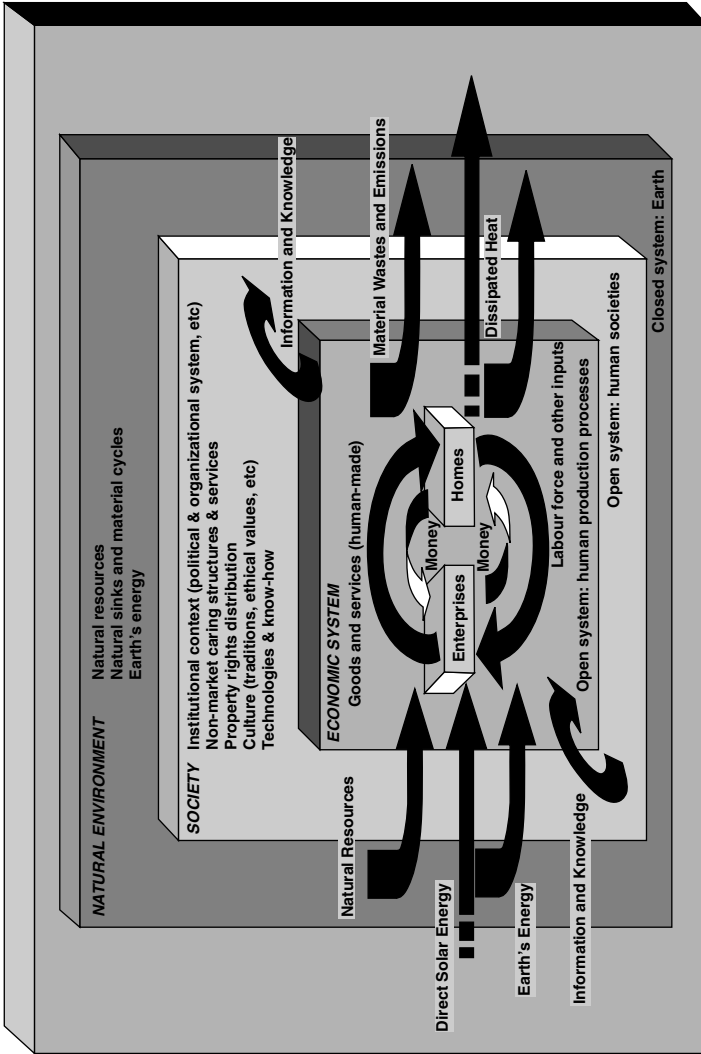 NATURAL ENVIRONMENT
Natural resources
Natural sinks and material cycles
Earth's energy
SOCIETY
Institutional context (political & organizational system, etc)
Non-market caring structures & services
Property rights distribution
Culture (traditions, ethical values, etc)
Technologies & know-how
Information and Knowledge
ECONOMIC SYSTEM
Goods and services (human-made)
Natural Resources
Material Wastes and Emissions
Money
Enterprises
Homes
Money
Direct Solar Energy
Dissipated Heat
Earth's Energy
Labour force and other inputs
Open system: human production processes
Information and Knowledge
Open system: human societies
Closed system: Earth